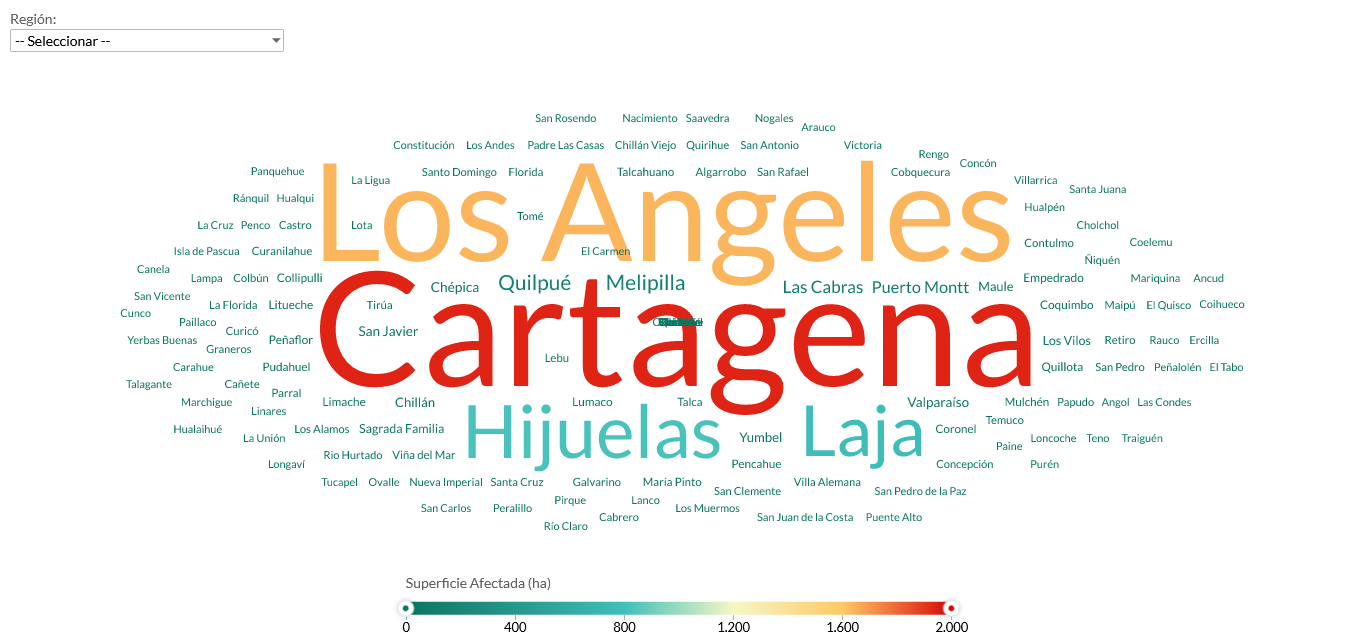 Región:
-- Seleccionar --
San Rosendo Nacimiento Saavedra Nogales
Arauco
Constitución Los Andes Padre Las Casas Chillán Viejo Quirihue San Antonio Victoria
Rengo
Concón
Panquehue Santo Domingo Florida Talcahuano Algarrobo San Rafael Cobquecura
La Ligua Villarrica
Santa Juana
Ránquil Hualqui
Hualpén
Los Angeles
Tomé
La Cruz Penco Castro Lota Cholchol
Contulmo Coelemu
Isla de Pascua Curanilahue El Carmen
Ñiquén
Canela
Lampa Colbún Collipulli Empedrado Mariquina Ancud
Chépica Quilpué Melipilla Las Cabras Puerto Montt Maule
San Vicente
La Florida Litueche Tirúa Coquimbo Maipú El Quisco Coihueco
Cunco
Paillaco
Cartagena
Curicó San Javier
Yerbas Buenas Peñaflor Los Vilos Retiro Rauco Ercilla
Graneros
Lebu
Carahue Pudahuel Quillota San Pedro Peñalolén El Tabo
Talagante Cañete
Parral
Marchigue Limache Chillán Lumaco Talca Valparaíso Mulchén Papudo Angol Las Condes
Linares
Temuco
Hualaihué Los Alamos Sagrada Familia Coronel
Hijuelas Laja
La Unión Yumbel Loncoche Teno Traiguén
Paine
Rio Hurtado Viña del Mar
Longaví Pencahue Concepción Purén
Tucapel Ovalle Nueva Imperial Santa Cruz Galvarino María Pinto Villa Alemana
San Clemente San Pedro de la Paz
Pirque Lanco
San Carlos Peralillo Los Muermos
Cabrero San Juan de la Costa Puente Alto
Río Claro
Superficie Afectada (ha)
0 400 800 1.200 1.600 2.000